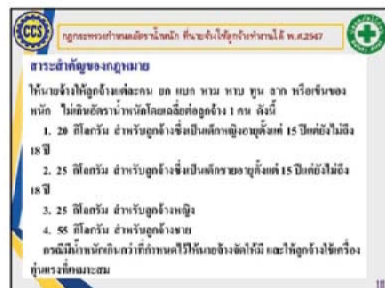 CCS
กฎกระทรวงกำหนดอัตราน้ำหนัก ที่นายจ้างให้ลูกจ้างทำงานได้ พ.ศ.2547
สาระสำคัญของกฎหมาย
ให้นายจ้างใช้ลูกจ้างแต่ละคน ยก แบก หาม หาบ ทูน ลาก หรือเข็นของ
หนัก ไม่เกินอัตราน้ำหนักโดยเฉลี่ยต่อลูกจ้าง 1 คน ดังนี้
1. 20 กิโลกรัม สำหรับลูกจ้างซึ่งเป็นเด็กหญิงอายุตั้งแต่ 15 ปีแต่ยังไม่ถึง
18 ปี
2. 25 กิโลกรัม สำหรับลูกจ้างซึ่งเป็นเด็กชายอายุตั้งแต่ 15 ปีแต่ยังไม่ถึง
18 ปี
3. 25 กิโลกรัม สำหรับลูกจ้างหญิง
4. 55 กิโลกรัม สำหรับลูกจ้างชาย
กรณีมีน้ำหนักเกินกว่าที่กำหนดไว้ให้นายจ้างจัดให้มี และให้ลูกจ้างใช้เครื่อง
ทุ่นแรงที่เหมาะสม
18